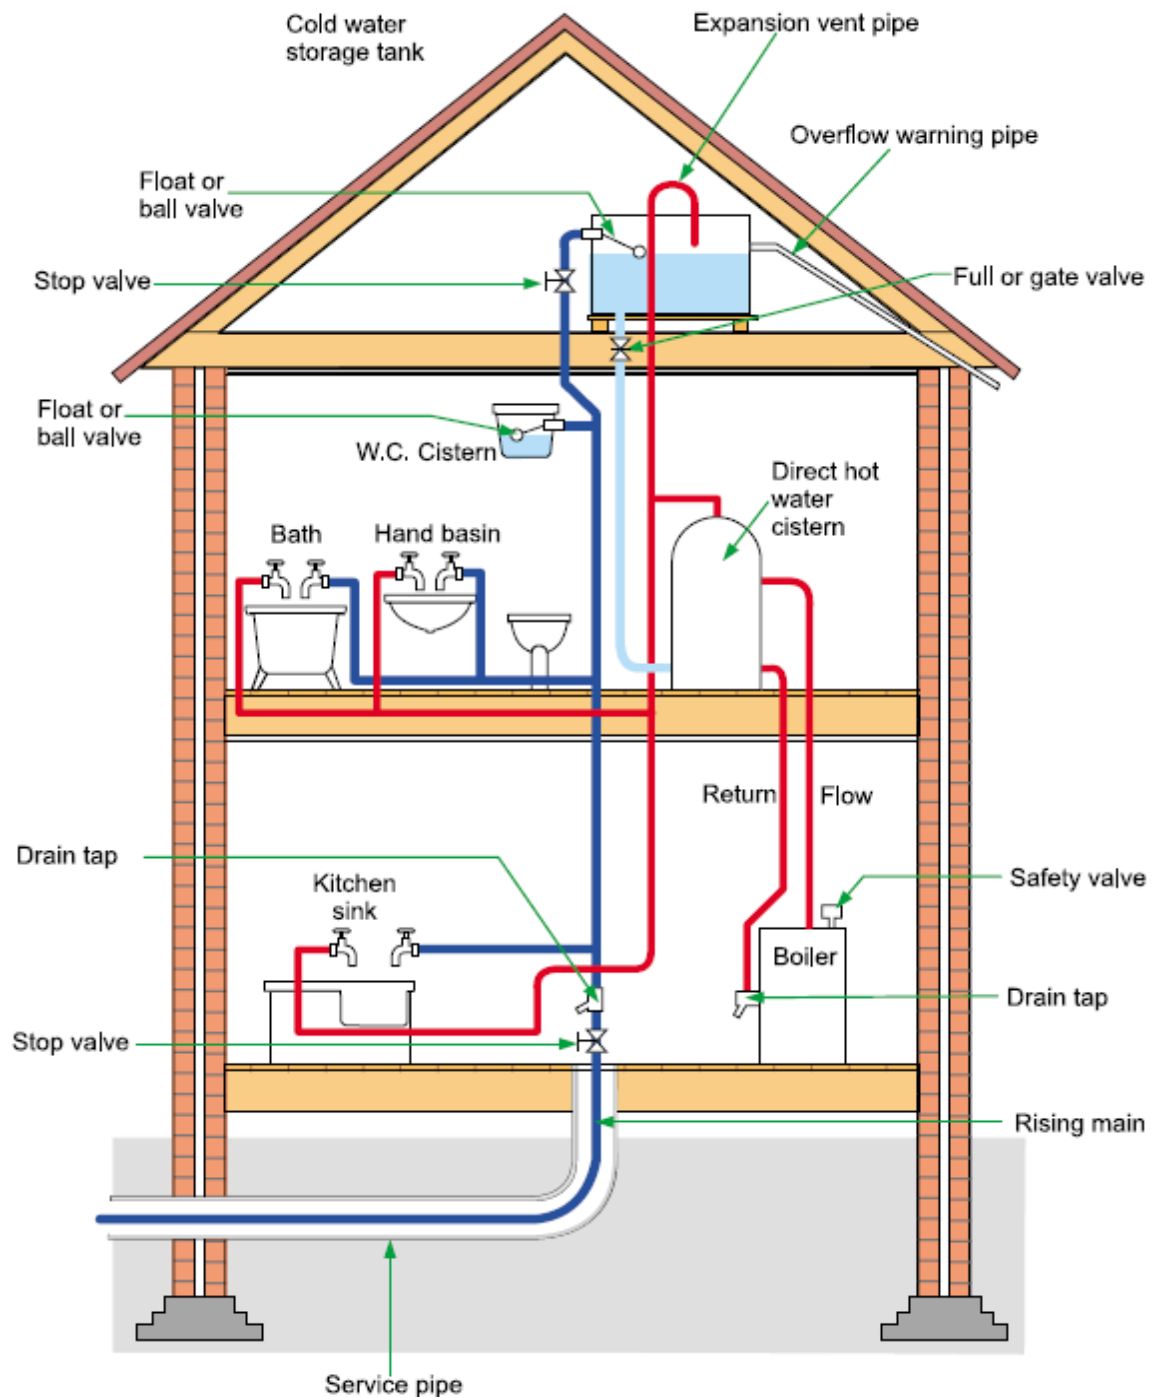 Cold water
storage tank
Expansion vent pipe
Overflow warning pipe
Float or
ball valve
Stop valve
Full or gate valve
Float or
ball valve
W.C. Cistern
Direct hot
water
cistern
Bath
Hand basin
Return
Flow
Drain tap
Kitchen
sink
Safety valve
Boiler
Drain tap
Stop valve
Rising main
Service pipe